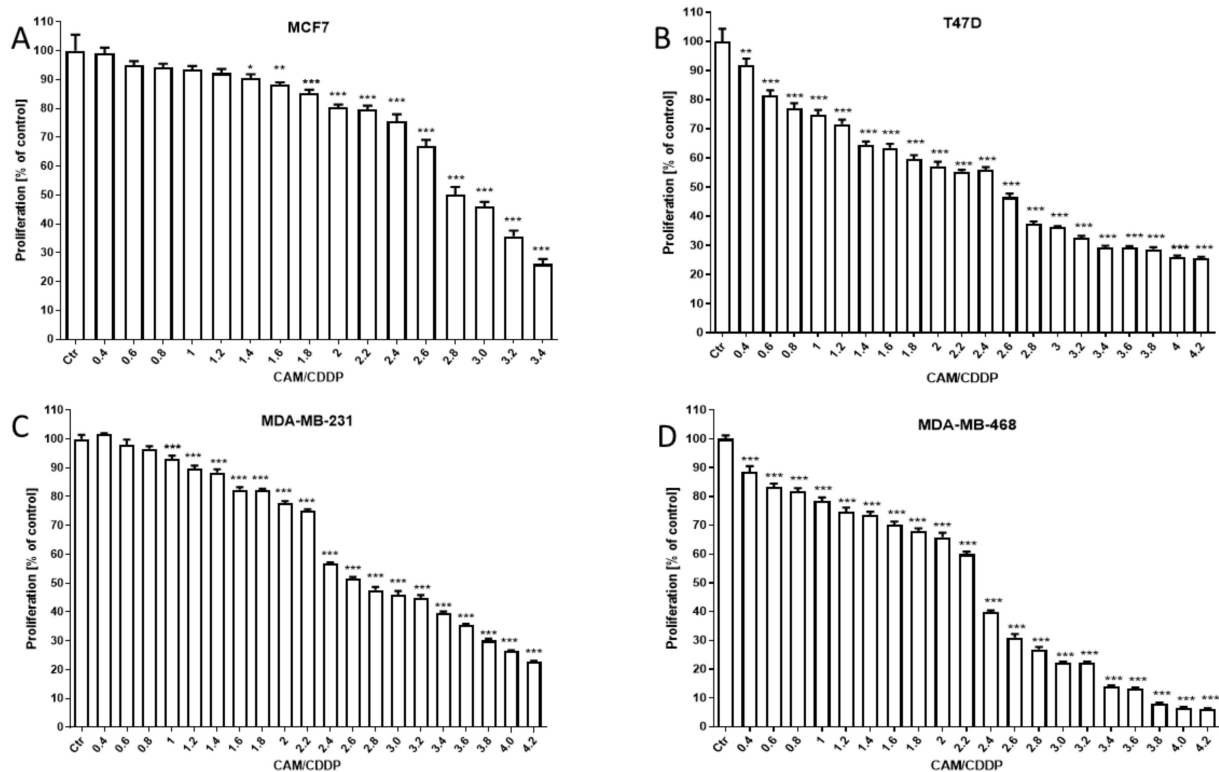 A
MCF7
Proliferation [% of control]
110
100
90
80
70
60
50
40
30
20
10
0
* ** *** *** *** *** *** *** *** *** ***
Ctr 0.4 0.6 0.8 1 1.2 1.4 1.6 1.8 2 2.2 2.4 2.6 2.8 3.0 3.2 3.4
CAM/CDDP
B
T47D
Proliferation [% of control]
110
100
90
80
70
60
50
40
30
20
10
0
** *** *** *** *** *** *** *** *** *** *** *** *** *** *** *** *** *** *** ***
Ctr 0.4 0.6 0.8 1 1.2 1.4 1.6 1.8 2 2.2 2.4 2.6 2.8 3 3.2 3.4 3.6 3.8 4 4.2
CAM/CDDP
C
MDA-MB-231
Proliferation [% of control]
110
100
90
80
70
60
50
40
30
20
10
0
*** *** *** *** *** *** *** *** *** *** *** *** *** *** *** *** ***
Ctr 0.4 0.6 0.8 1 1.2 1.4 1.6 1.8 2 2.2 2.4 2.6 2.8 3.0 3.2 3.4 3.6 3.8 4.0 4.2
CAM/CDDP
D
MDA-MB-468
Proliferation [% of control]
110
100
90
80
70
60
50
40
30
20
10
0
*** *** *** *** *** *** *** *** *** *** *** *** *** *** *** *** *** *** *** ***
Ctr 0.4 0.6 0.8 1 1.2 1.4 1.6 1.8 2 2.2 2.4 2.6 2.8 3.0 3.2 3.4 3.6 3.8 4.0 4.2
CAM/CDDP